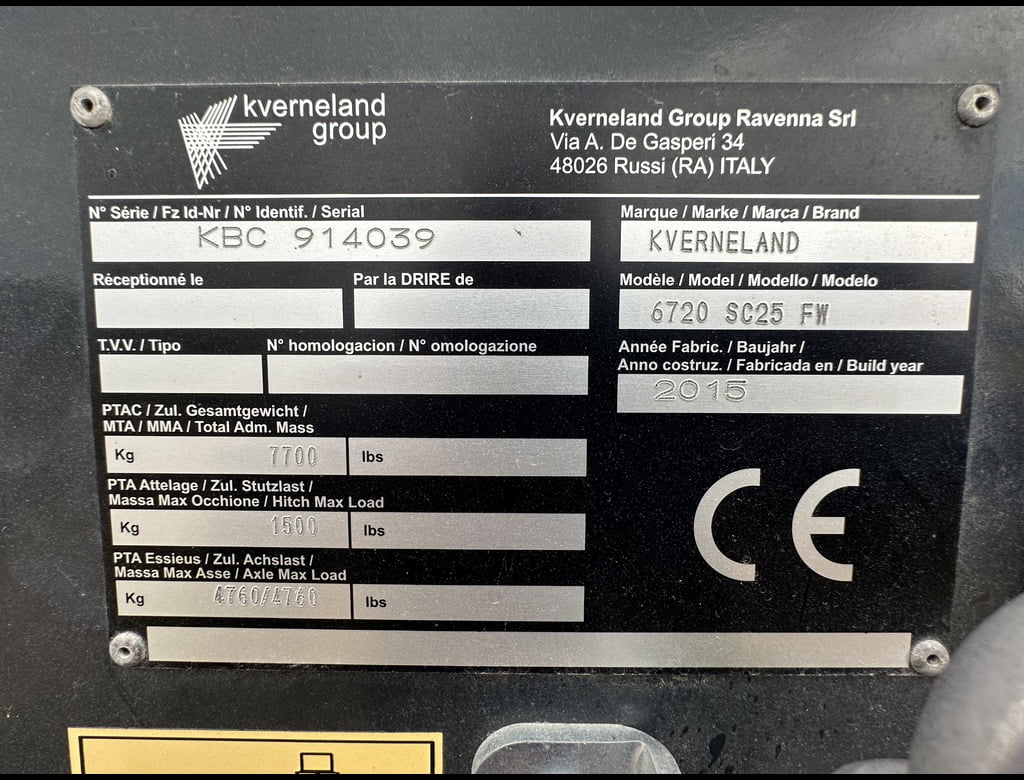 kverneland
group
Kverneland Group Ravenna Srl
Via A. De Gasperi 34
48026 Russi (RA) ITALY
N° Série / Fz Id-Nr / N° Identif. / Serial
KBC 914039
Marque / Marke / Marca / Brand
KVERNELAND
Réceptionné le
Par la DRIRE de
Modèle / Model / Modello / Modelo
6720 SC25 FW
T.V.V. / Tipo
N° homologacion / N° omologazione
Année Fabric. / Baujahr /
Anno costruz. / Fabricada en / Build year
2015
PTAC / Zul. Gesamtgewicht /
MTA / MMA / Total Adm. Mass
Kg 7700 lbs
PTA Attelage / Zul. Stutzlast /
Massa Max Occhione / Hitch Max Load
Kg 1500 lbs
PTA Essieus / Zul. Achslast /
Massa Max Asse / Axle Max Load
Kg 4760/4760 lbs
CE